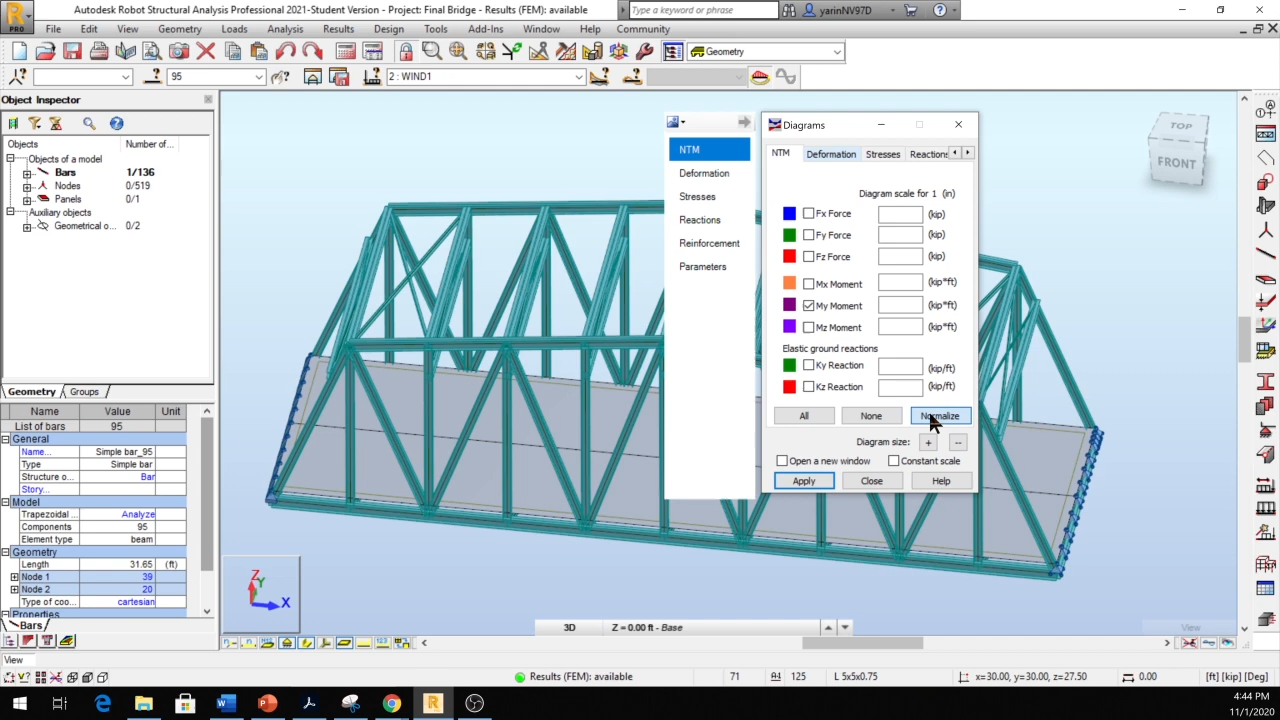 Autodesk Robot Structural Analysis Professional 2021-Student Version - Project: Final Bridge - Results (FEM): available
Type a keyword or phrase
yarinNV97D
PRO
File Edit View Geometry Loads Analysis Results Design Tools Add-Ins Window Help Community
Geometry
95
2 : WIND1
Object Inspector
Objects Number of...
Objects of a model
Bars 1/136
Nodes 0/519
Panels 0/1
Auxiliary objects
Geometrical o... 0/2
Geometry Groups
Name Value Unit
List of bars 95
General
Name... Simple bar_95
Type Simple bar
Structure o... Bar
Story...
Model
Trapezoidal ... Analyze
Components 95
Element type beam
Geometry
Length 31.65 (ft)
Node 1 39
Node 2 20
Type of coo... cartesian
Properties
Bars
View
NTM
Deformation
Stresses
Reactions
Reinforcement
Parameters
Diagrams
NTM Deformation Stresses Reactions
Diagram scale for 1 (in)
Fx Force (kip)
Fy Force (kip)
Fz Force (kip)
Mx Moment (kip*ft)
My Moment (kip*ft)
Mz Moment (kip*ft)
Elastic ground reactions
Ky Reaction (kip/ft)
Kz Reaction (kip/ft)
All None Normalize
Diagram size: + --
Open a new window Constant scale
Apply Close Help
TOP
FRONT
Z
Y
X
3D Z = 0.00 ft - Base
View
Results (FEM): available 71 125 L 5x5x0.75 x=30.00, y=30.00, z=27.50 0.00 [ft] [kip] [Deg]
4:44 PM
11/1/2020